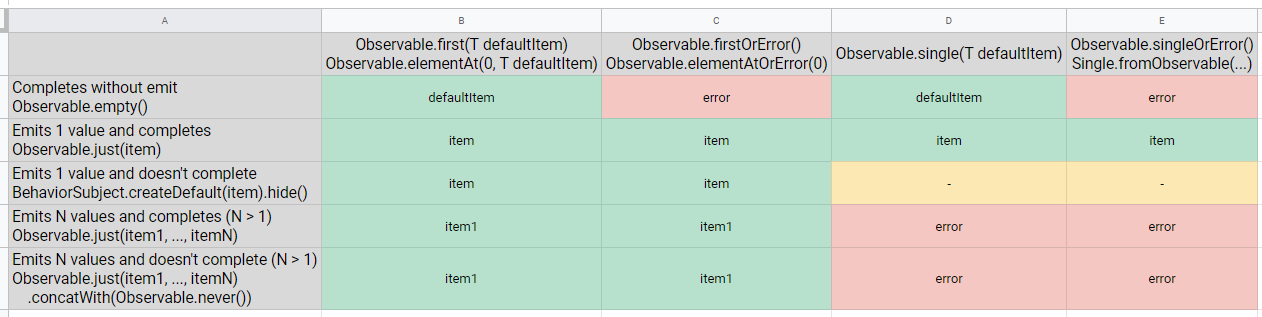 A B C D E
Observable.first(T defaultItem)
Observable.elementAt(0, T defaultItem)
Observable.firstOrError()
Observable.elementAtOrError(0)
Observable.single(T defaultItem)
Observable.singleOrError()
Single.fromObservable(...)
Completes without emit
Observable.empty()
defaultItem error defaultItem error
Emits 1 value and completes
Observable.just(item)
item item item item
Emits 1 value and doesn't complete
BehaviorSubject.createDefault(item).hide()
item item - -
Emits N values and completes (N > 1)
Observable.just(item1, ..., itemN)
item1 item1 error error
Emits N values and doesn't complete (N > 1)
Observable.just(item1, ..., itemN)
.concatWith(Observable.never())
item1 item1 error error